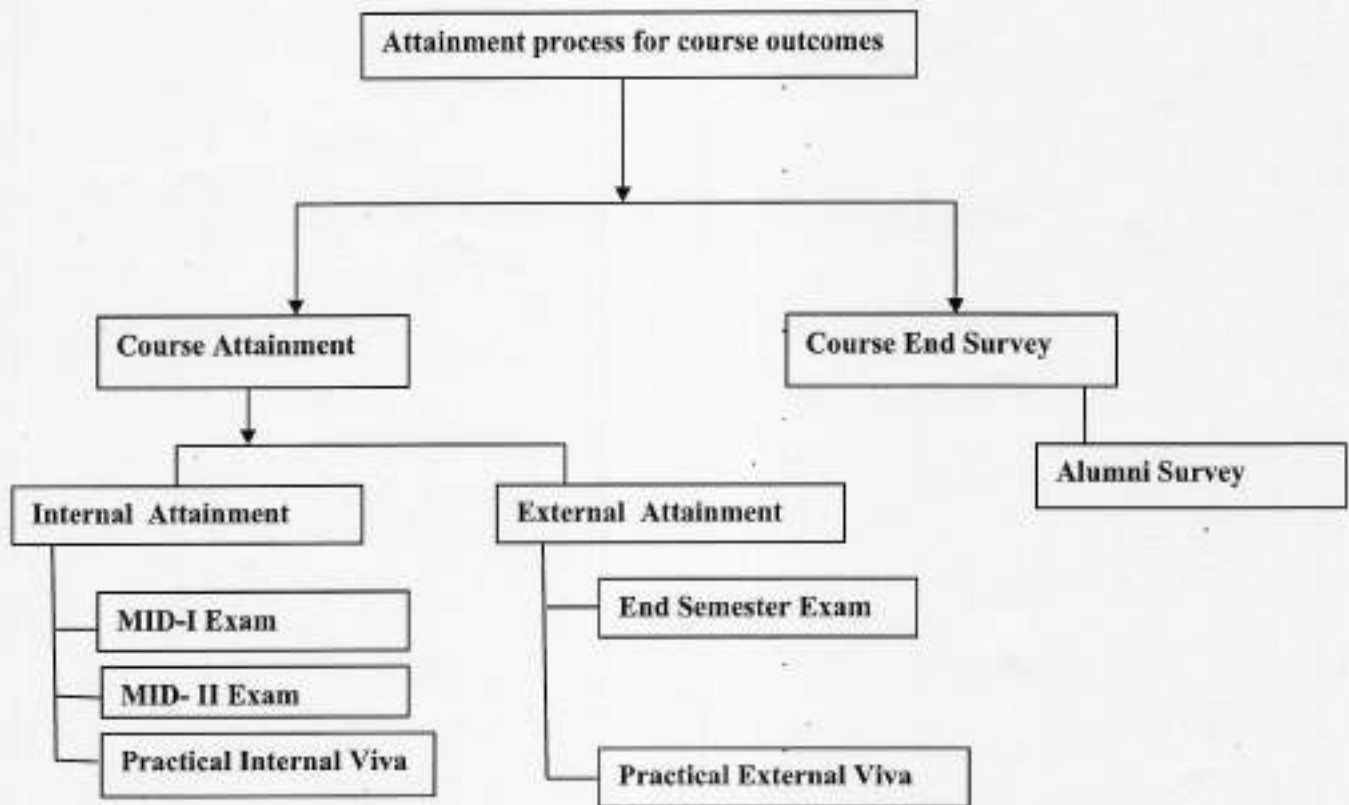 Attainment process for course outcomes
Course Attainment
Course End Survey
Alumni Survey
Internal Attainment
External Attainment
MID-I Exam
End Semester Exam
MID- II Exam
Practical Internal Viva
Practical External Viva